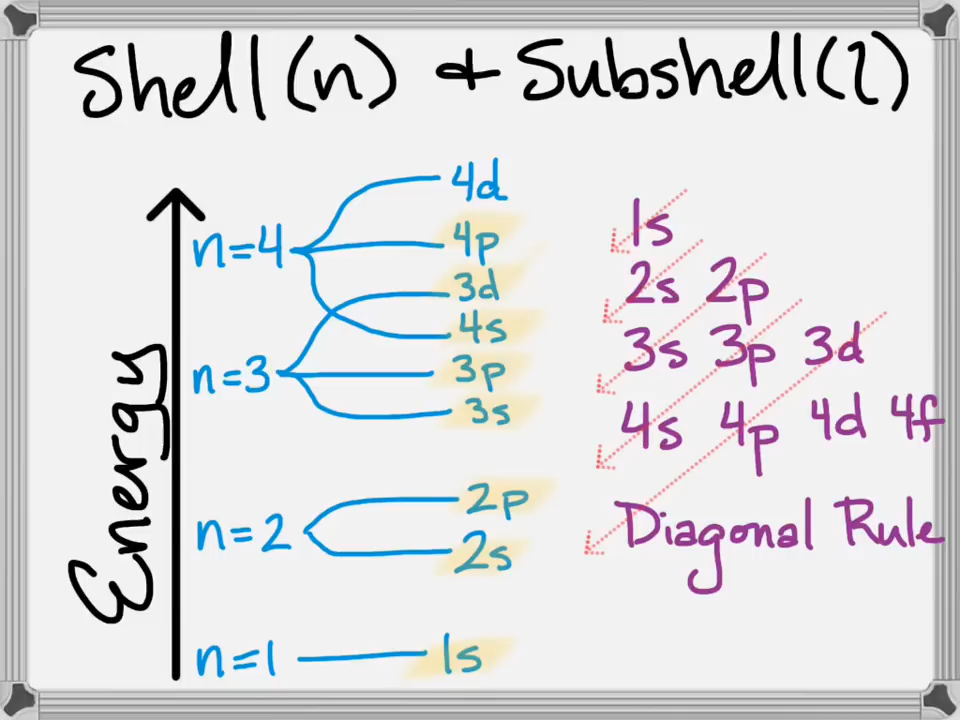 Shell(n) & Subshell(l)
Energy
n=4
4d
4p
3d
4s
n=3
3p
3s
n=2
2p
2s
n=1
1s
1s
2s 2p
3s 3p 3d
4s 4p 4d 4f
Diagonal Rule